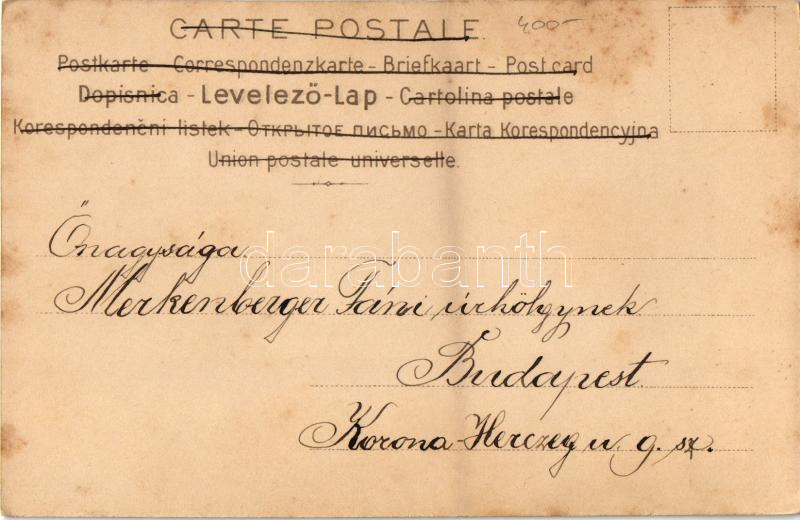 CARTE POSTALE.
400-
Postkarte - Correspondenzkarte - Briefkaart - Post card
Dopisnica - Levelező-Lap - Cartolina postale
Korespondenční listek - Открытое письмо - Karta Korespondencyjna
Union postale universelle.
Őnagysága
darabanth
Merkenberger Fáni úrhölgynek
Budapest
Korona-Herczeg u. 9. sz.